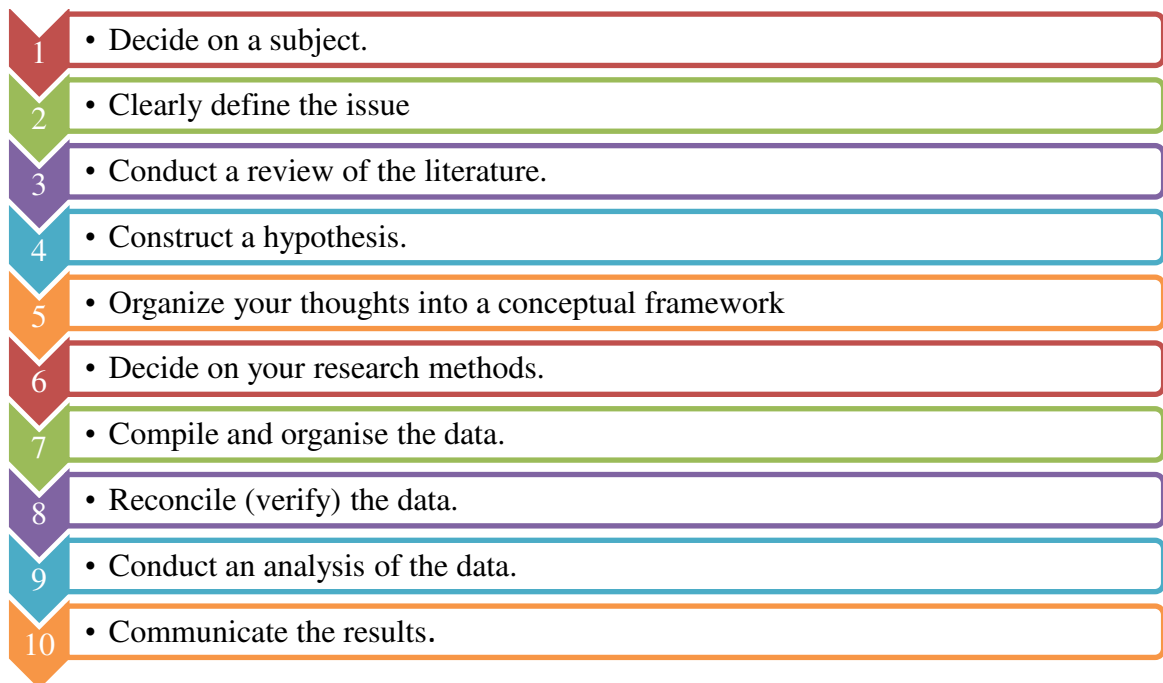 1 • Decide on a subject.
2 • Clearly define the issue
3 • Conduct a review of the literature.
4 • Construct a hypothesis.
5 • Organize your thoughts into a conceptual framework
6 • Decide on your research methods.
7 • Compile and organise the data.
8 • Reconcile (verify) the data.
9 • Conduct an analysis of the data.
10 • Communicate the results.